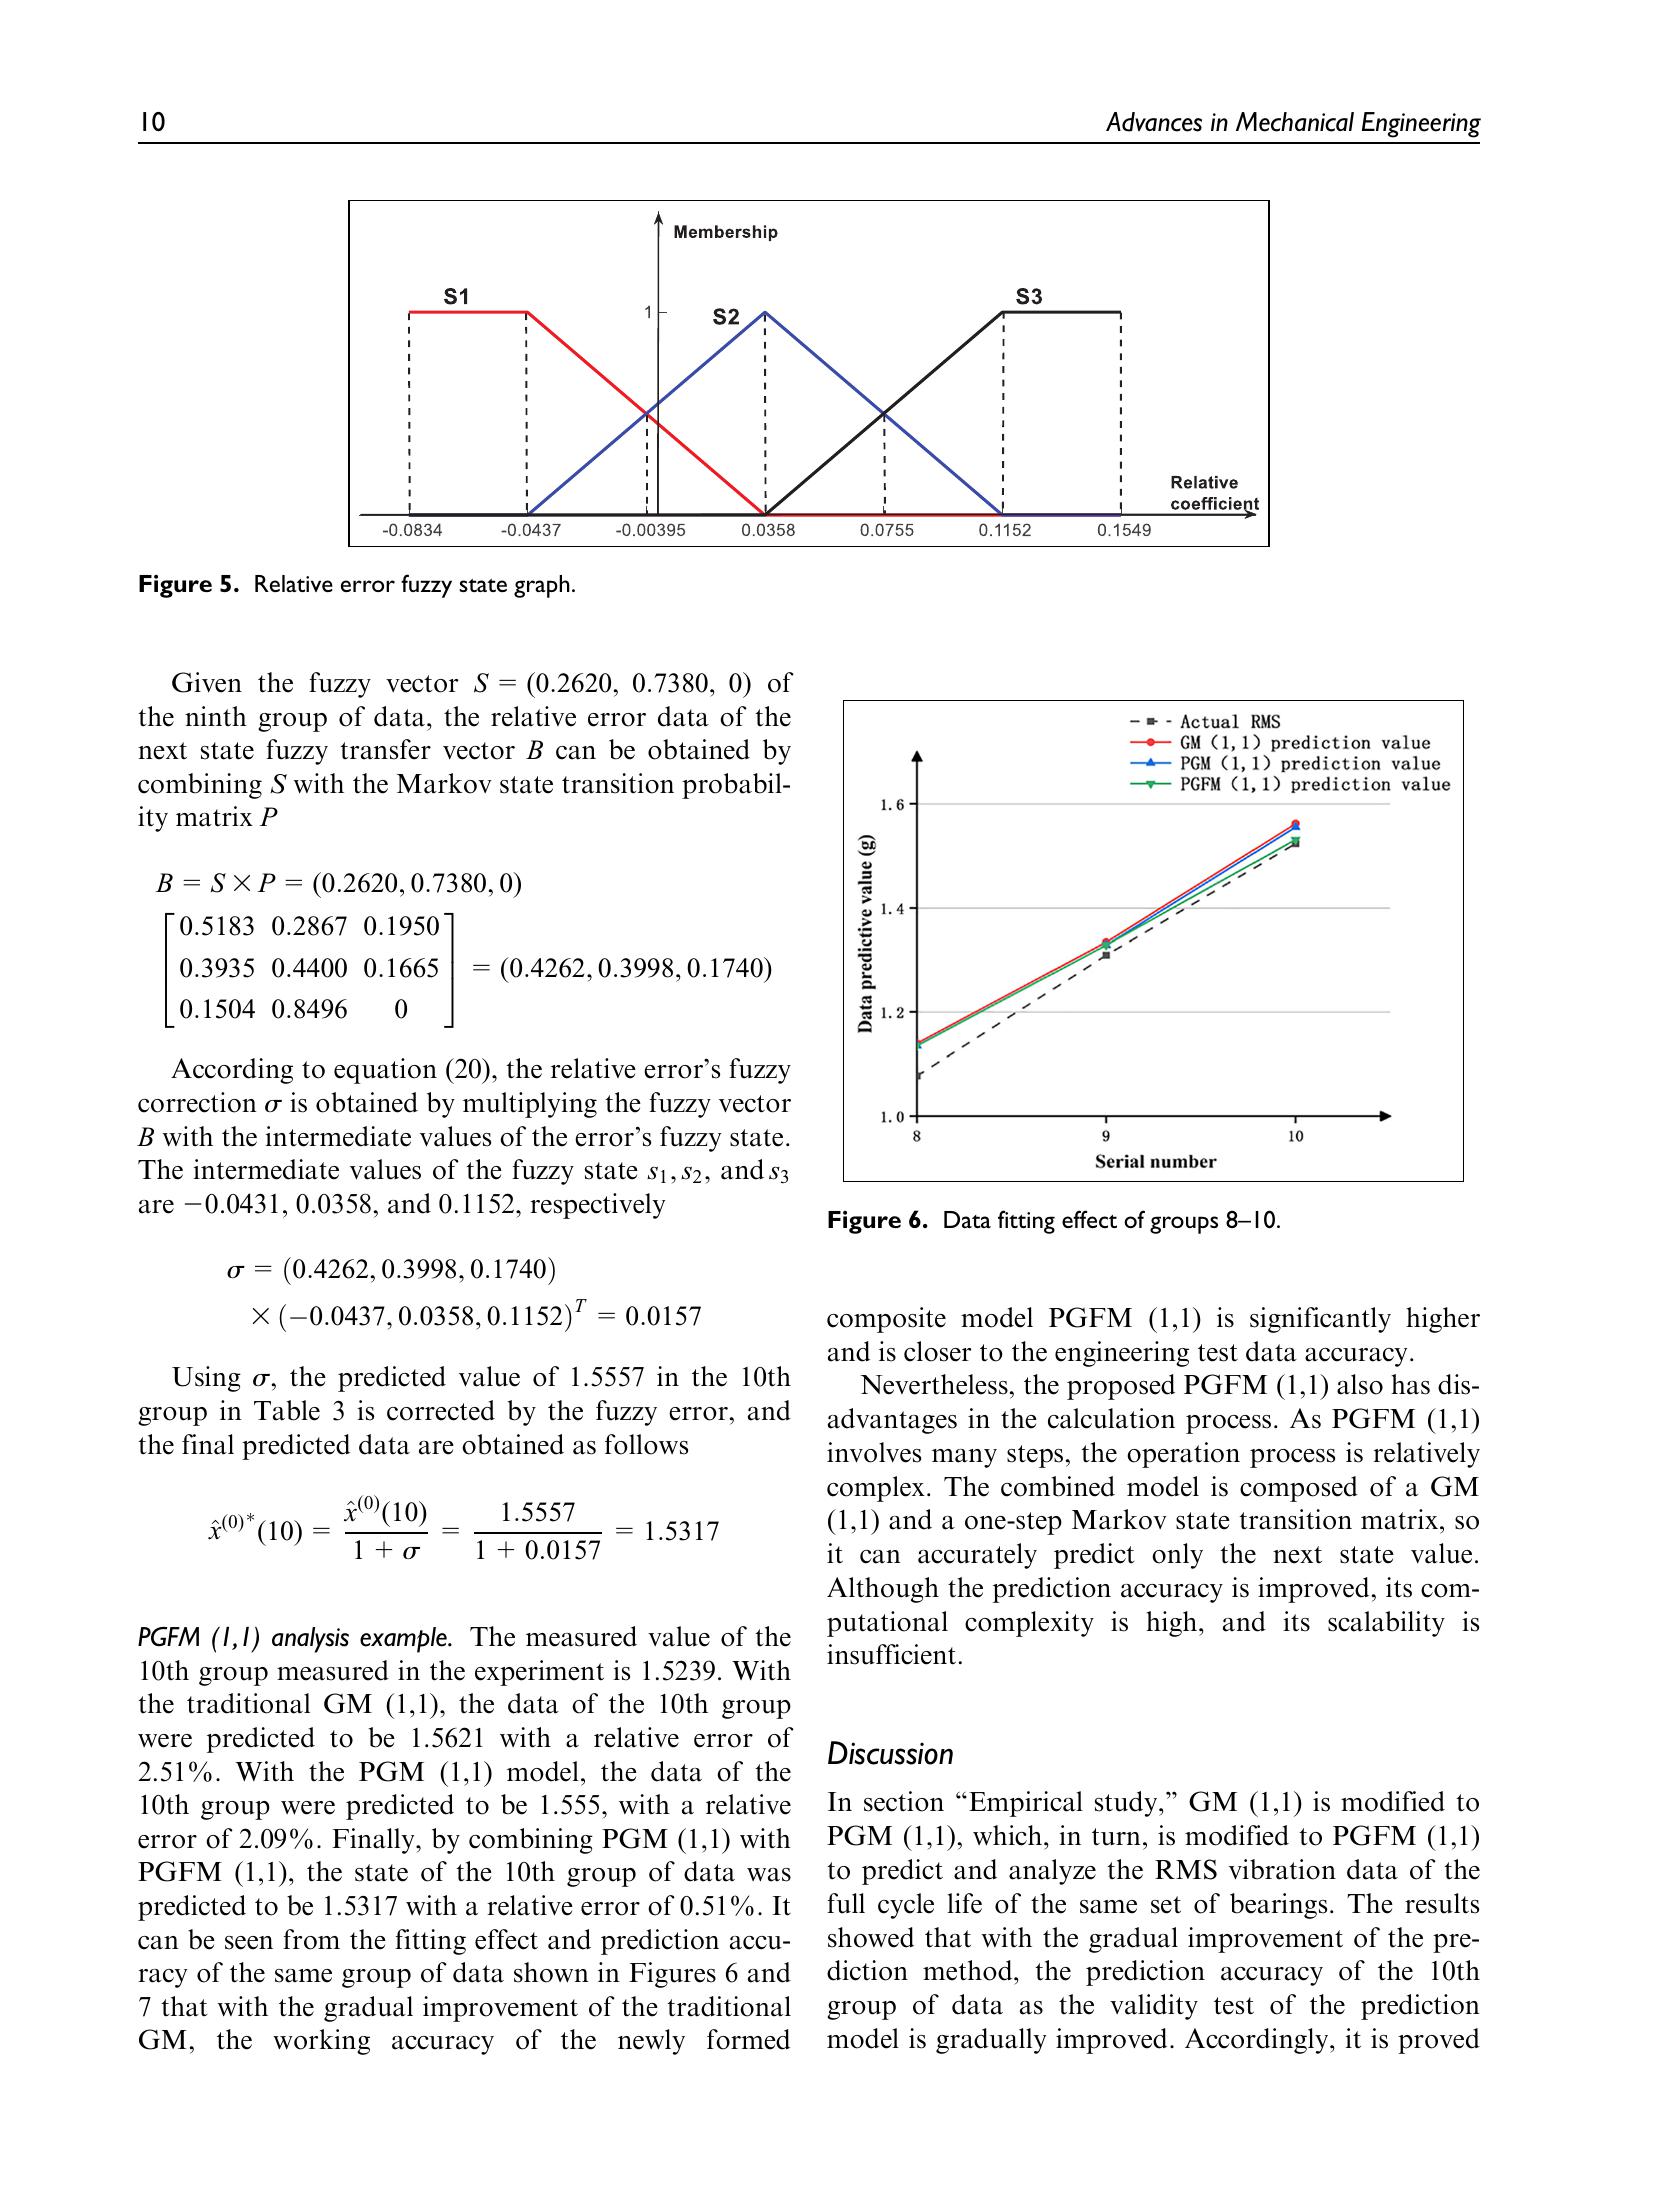 10
Advances in Mechanical Engineering
Membership
S1
S2
S3
1
Relative
coefficient
-0.0834 -0.0437 -0.00395 0.0358 0.0755 0.1152 0.1549
Figure 5. Relative error fuzzy state graph.
Given the fuzzy vector S = (0.2620, 0.7380, 0) of
the ninth group of data, the relative error data of the
next state fuzzy transfer vector B can be obtained by
combining S with the Markov state transition probabil-
ity matrix P
B = S × P = (0.2620, 0.7380, 0)
[0.5183 0.2867 0.1950
0.3935 0.4400 0.1665
0.1504 0.8496 0] = (0.4262, 0.3998, 0.1740)
According to equation (20), the relative error's fuzzy
correction σ is obtained by multiplying the fuzzy vector
B with the intermediate values of the error's fuzzy state.
The intermediate values of the fuzzy state s₁, s₂, and s₃
are −0.0431, 0.0358, and 0.1152, respectively
σ = (0.4262, 0.3998, 0.1740)
× (−0.0437, 0.0358, 0.1152)ᵀ = 0.0157
Using σ, the predicted value of 1.5557 in the 10th
group in Table 3 is corrected by the fuzzy error, and
the final predicted data are obtained as follows
x̂⁽⁰⁾*(10) = x̂⁽⁰⁾(10) / (1 + σ) = 1.5557 / (1 + 0.0157) = 1.5317
PGFM (1,1) analysis example. The measured value of the
10th group measured in the experiment is 1.5239. With
the traditional GM (1,1), the data of the 10th group
were predicted to be 1.5621 with a relative error of
2.51%. With the PGM (1,1) model, the data of the
10th group were predicted to be 1.555, with a relative
error of 2.09%. Finally, by combining PGM (1,1) with
PGFM (1,1), the state of the 10th group of data was
predicted to be 1.5317 with a relative error of 0.51%. It
can be seen from the fitting effect and prediction accu-
racy of the same group of data shown in Figures 6 and
7 that with the gradual improvement of the traditional
GM, the working accuracy of the newly formed
Actual RMS
GM (1,1) prediction value
PGM (1,1) prediction value
PGFM (1,1) prediction value
Data predictive value (g)
1.6
1.4
1.2
1.0
8 9 10
Serial number
Figure 6. Data fitting effect of groups 8–10.
composite model PGFM (1,1) is significantly higher
and is closer to the engineering test data accuracy.
Nevertheless, the proposed PGFM (1,1) also has dis-
advantages in the calculation process. As PGFM (1,1)
involves many steps, the operation process is relatively
complex. The combined model is composed of a GM
(1,1) and a one-step Markov state transition matrix, so
it can accurately predict only the next state value.
Although the prediction accuracy is improved, its com-
putational complexity is high, and its scalability is
insufficient.
Discussion
In section “Empirical study,” GM (1,1) is modified to
PGM (1,1), which, in turn, is modified to PGFM (1,1)
to predict and analyze the RMS vibration data of the
full cycle life of the same set of bearings. The results
showed that with the gradual improvement of the pre-
diction method, the prediction accuracy of the 10th
group of data as the validity test of the prediction
model is gradually improved. Accordingly, it is proved